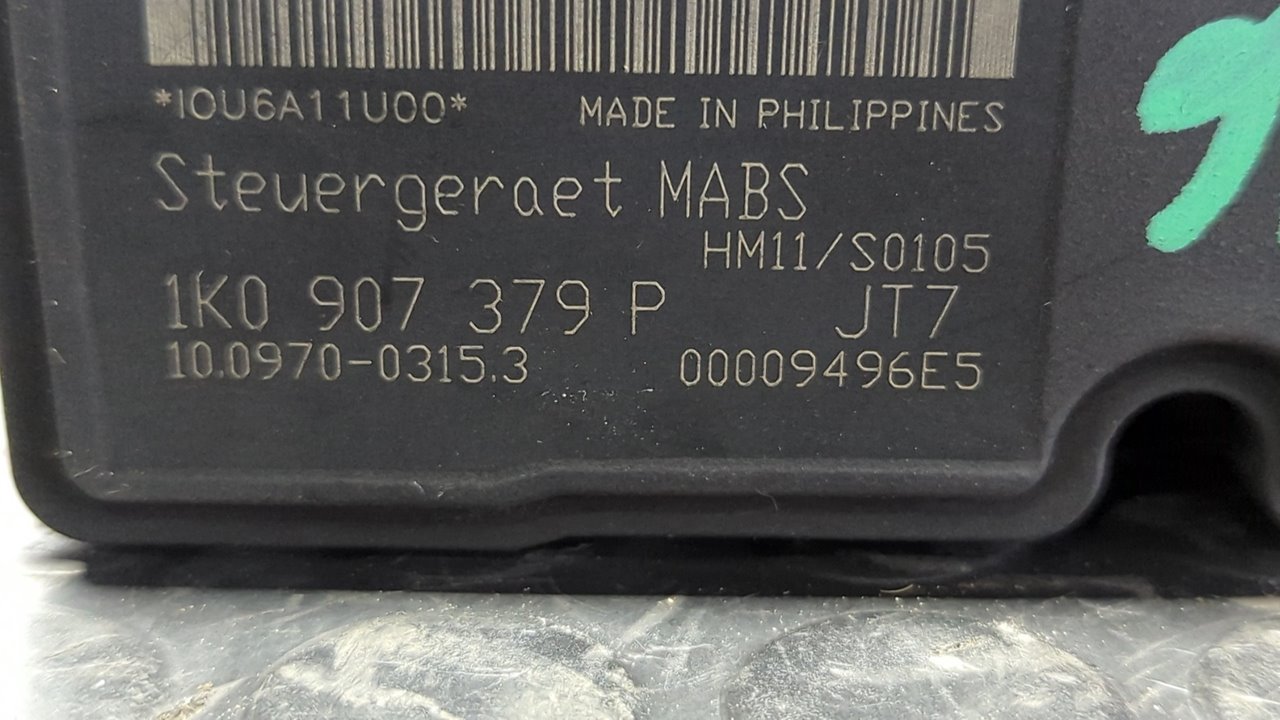 *IOU6A11U00* MADE IN PHILIPPINES
Steuergeraet MABS
HM11/S0105
1K0 907 379 P JT7
10.0970-0315.3 00009496E5